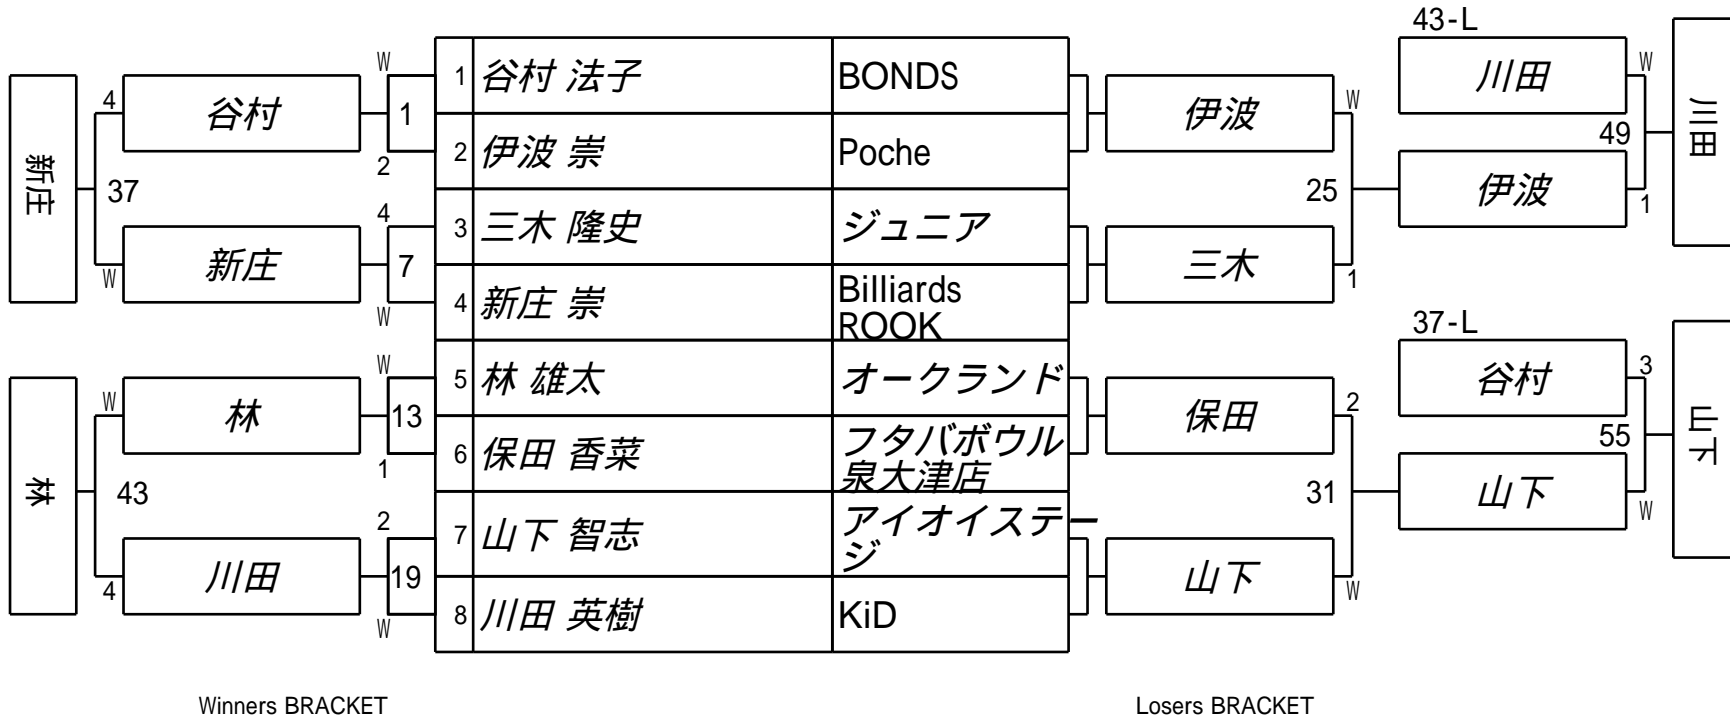 43-L
W
1 谷村 法子 BONDS
川田
W
4 谷村
1
伊波
W
川田
2
2 伊波 崇 Poche
49
新庄
37
4
3 三木 隆史 ジュニア
25
伊波
1
新庄
7
三木
W
W
4 新庄 崇 Billiards
ROOK
1
37-L
W
5 林 雄太 オークランド
谷村
3
W
林
13
保田
2
山下
1
6 保田 香菜 フタバボウル
泉大津店
55
林
43
2
7 山下 智志 アイオイステー
ジ
31
山下
W
4
川田
19
山下
W
W
8 川田 英樹 KiD
Winners BRACKET
Losers BRACKET